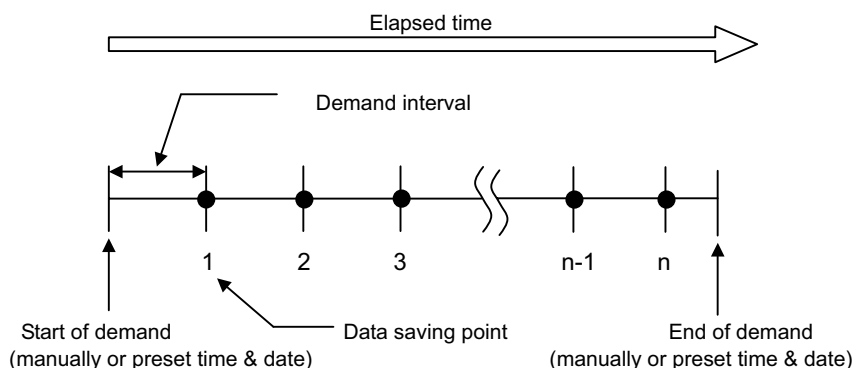 Elapsed time
Demand interval
1 2 3 n-1 n
Start of demand
(manually or preset time & date)
Data saving point
End of demand
(manually or preset time & date)